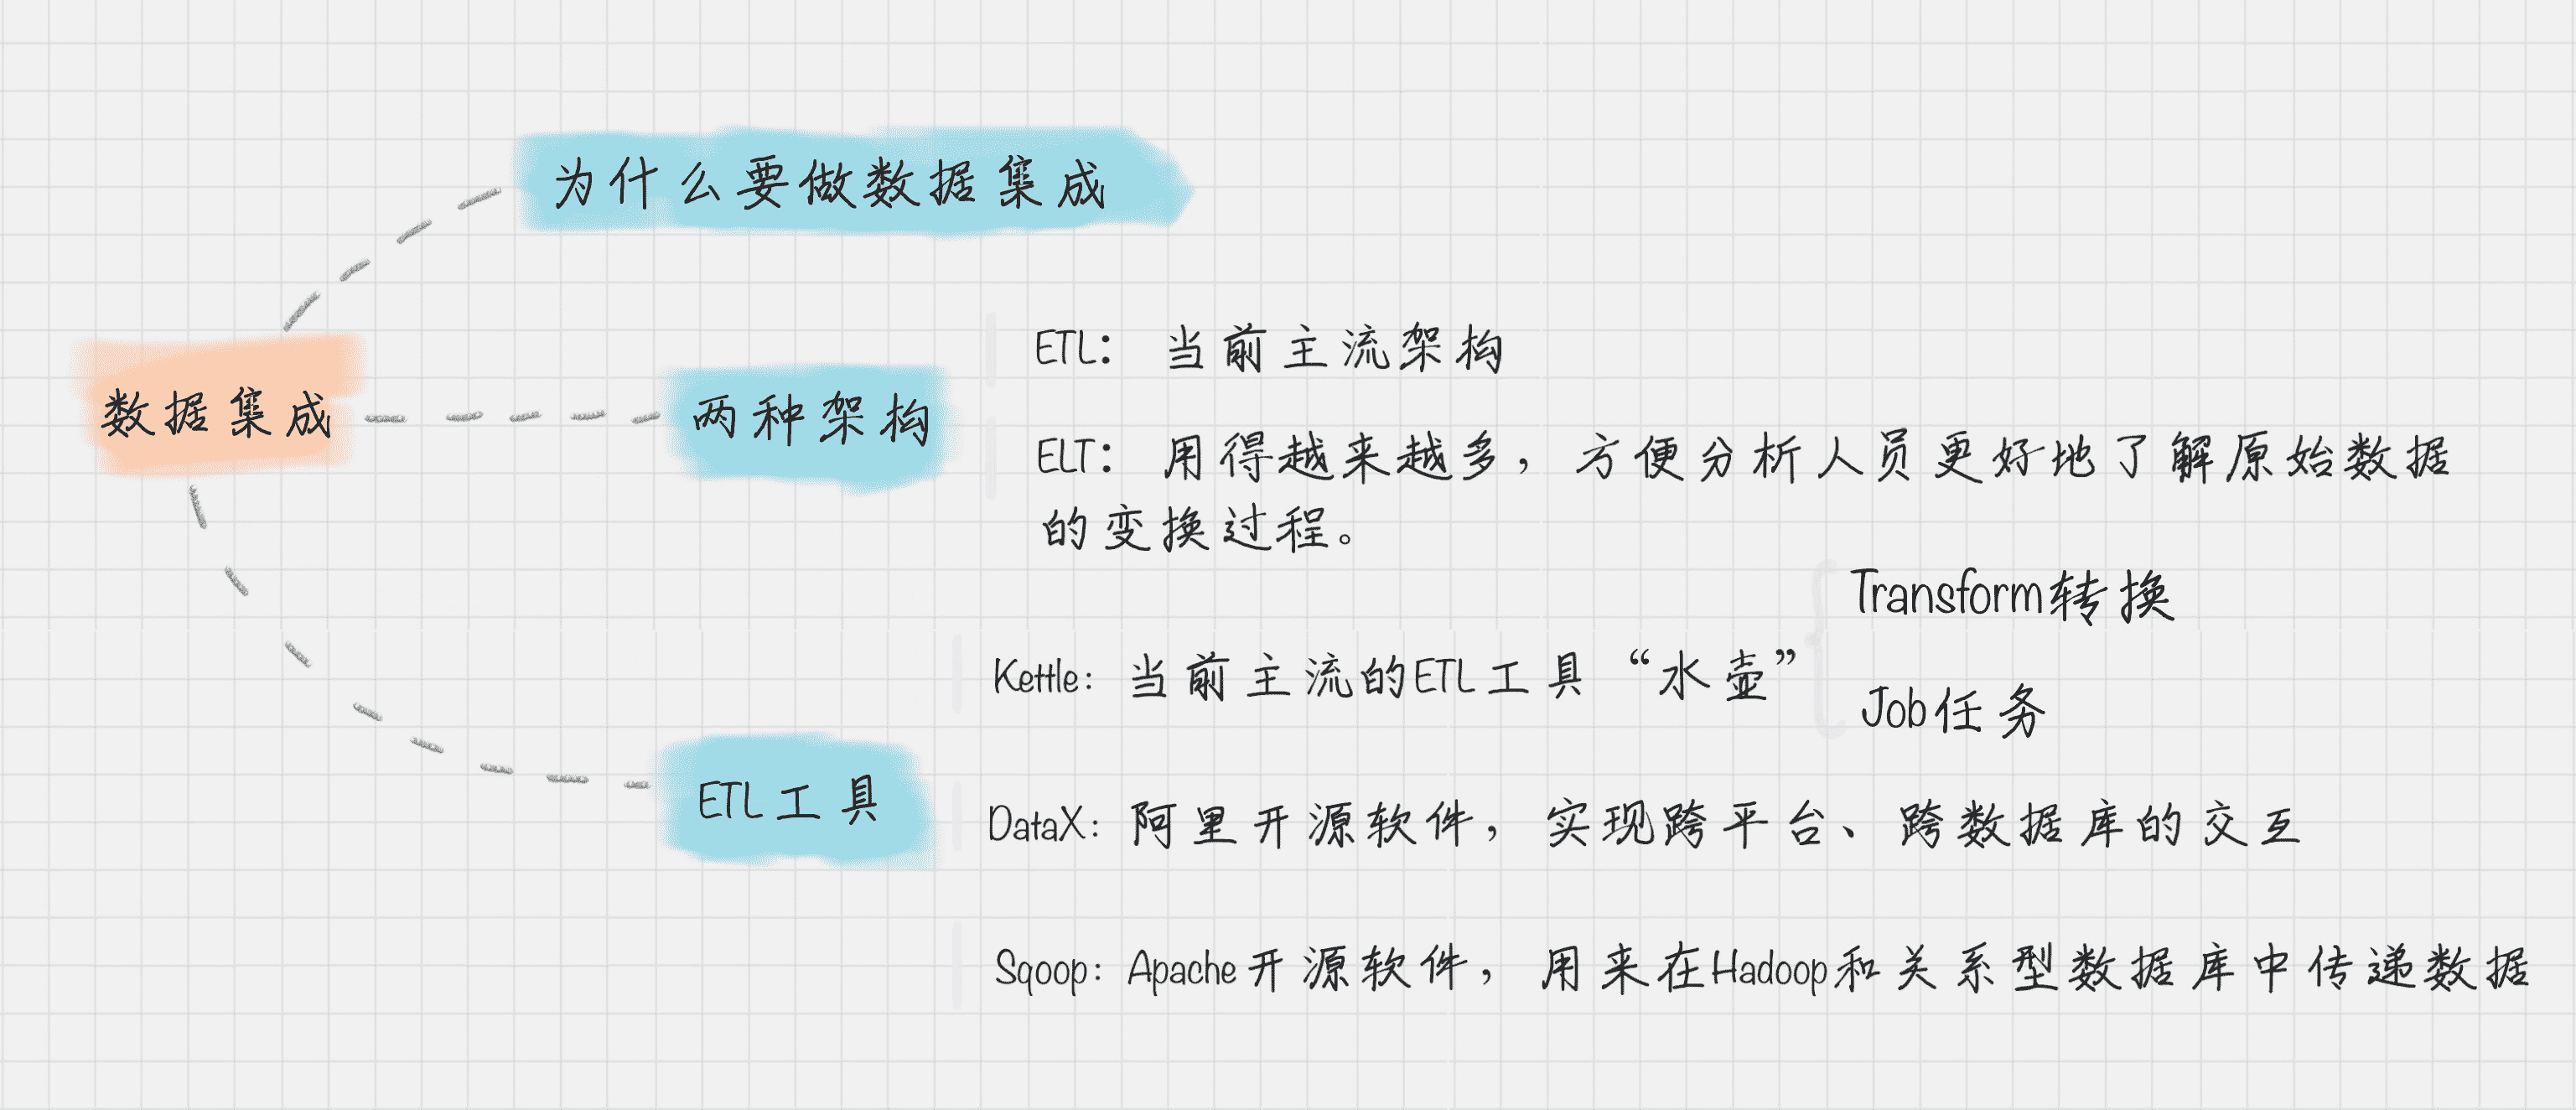 为什么要做数据集成
数据集成
两种架构
ETL： 当前主流架构
ELT： 用得越来越多，方便分析人员更好地了解原始数据
的变换过程。
ETL工具
Kettle：当前主流的ETL工具“水壶”
Transform转换
Job任务
DataX：阿里开源软件，实现跨平台、跨数据库的交互
Sqoop：Apache开源软件，用来在Hadoop和关系型数据库中传递数据